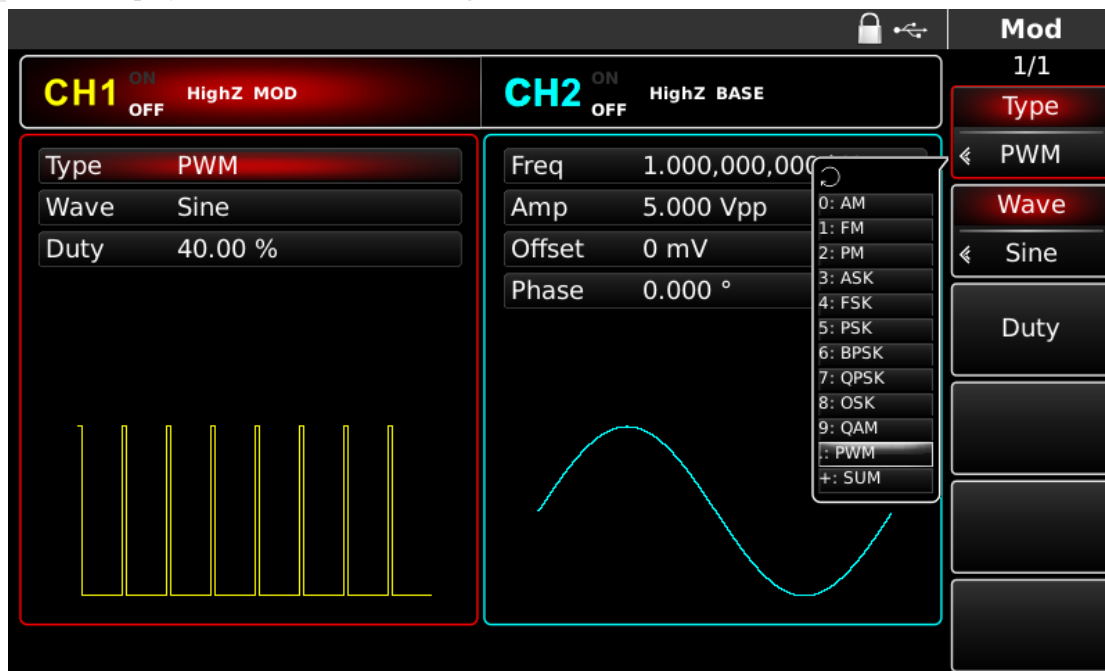 Mod
1/1
CH1 ON OFF HighZ MOD
CH2 ON OFF HighZ BASE
Type PWM
Wave Sine
Duty 40.00 %
Freq 1.000,000,000
Amp 5.000 Vpp
Offset 0 mV
Phase 0.000 °
0: AM
1: FM
2: PM
3: ASK
4: FSK
5: PSK
6: BPSK
7: QPSK
8: OSK
9: QAM
.: PWM
+: SUM
Type
PWM
Wave
Sine
Duty